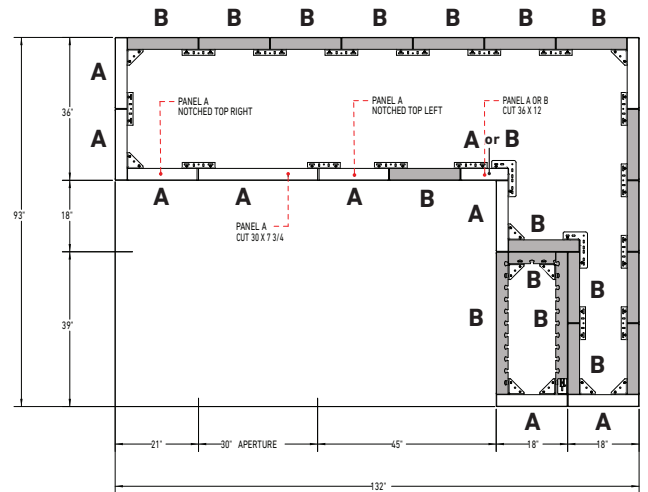 B B B B B B B
A
PANEL A
NOTCHED TOP RIGHT
PANEL A
NOTCHED TOP LEFT
PANEL A OR B
CUT 36 X 12
36"
A
A or B
A A A B
A
93"
18"
PANEL A
CUT 30 X 7 3/4
B
B
B
B B
39"
B
A A
21" 30" APERTURE 45" 18" 18"
132"